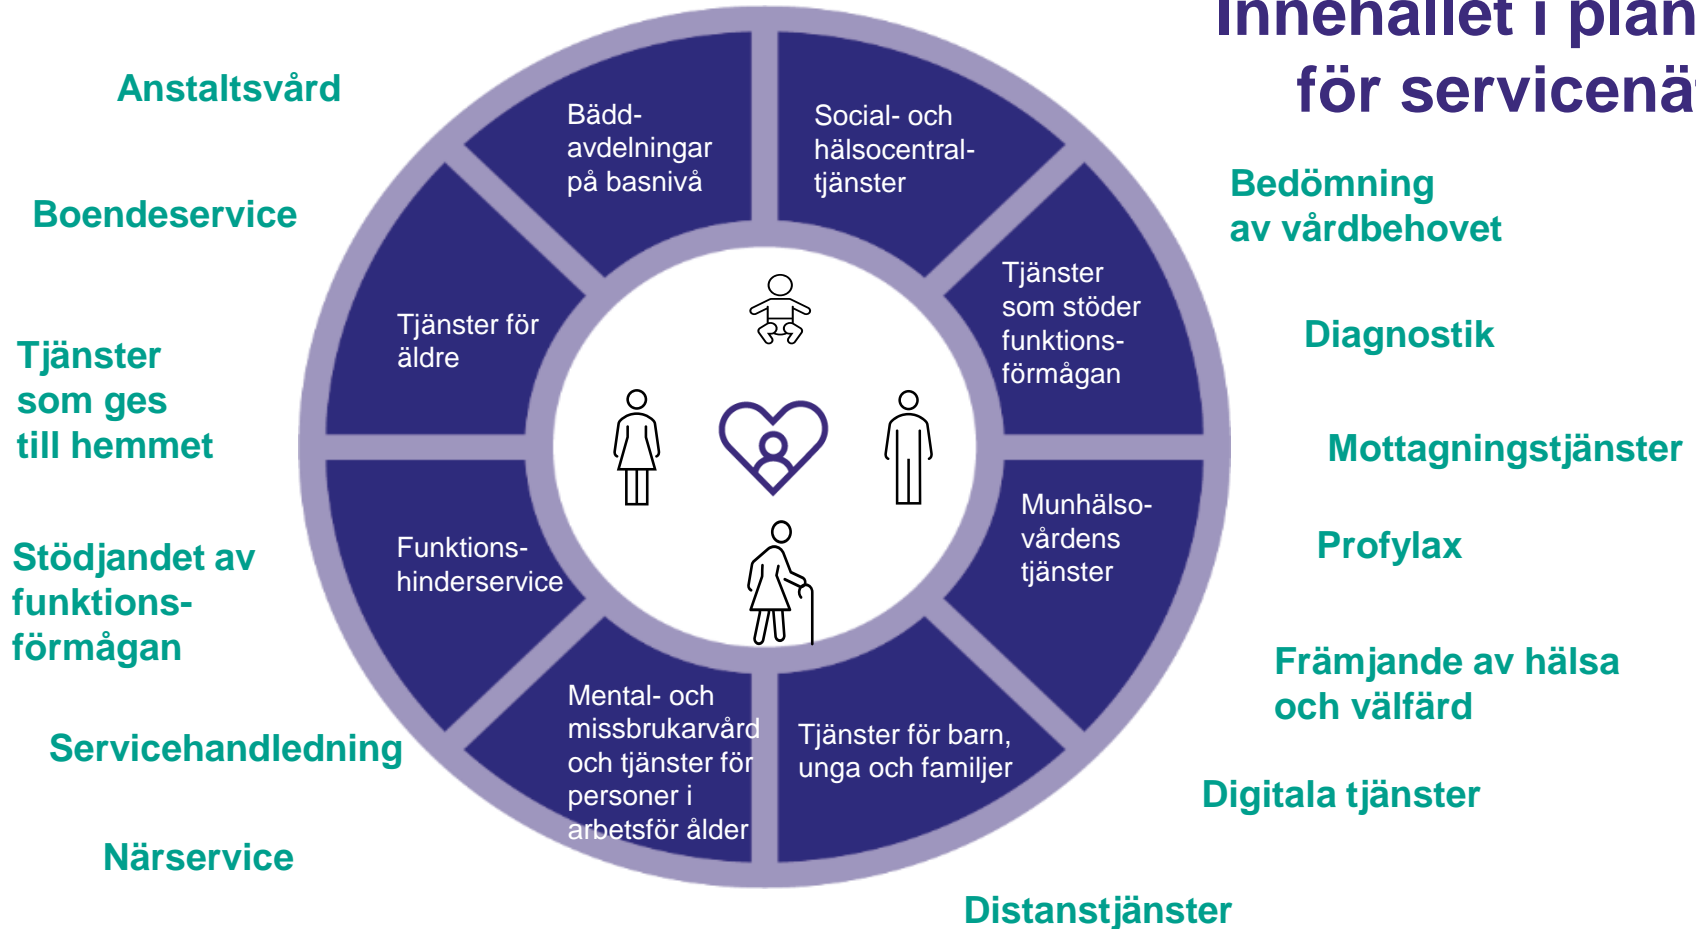 Innehållet i plan
för servicenät
Anstaltsvård
Boendeservice
Tjänster
som ges
till hemmet
Stödjandet av
funktions-
förmågan
Servicehandledning
Närservice
Bädd-
avdelningar
på basnivå
Social- och
hälsocentral-
tjänster
Tjänster
som stöder
funktions-
förmågan
Munhälso-
vårdens
tjänster
Tjänster för barn,
unga och familjer
Mental- och
missbrukarvård
och tjänster för
personer i
arbetsför ålder
Funktions-
hinderservice
Tjänster för
äldre
Bedömning
av vårdbehovet
Diagnostik
Mottagningstjänster
Profylax
Främjande av hälsa
och välfärd
Digitala tjänster
Distanstjänster